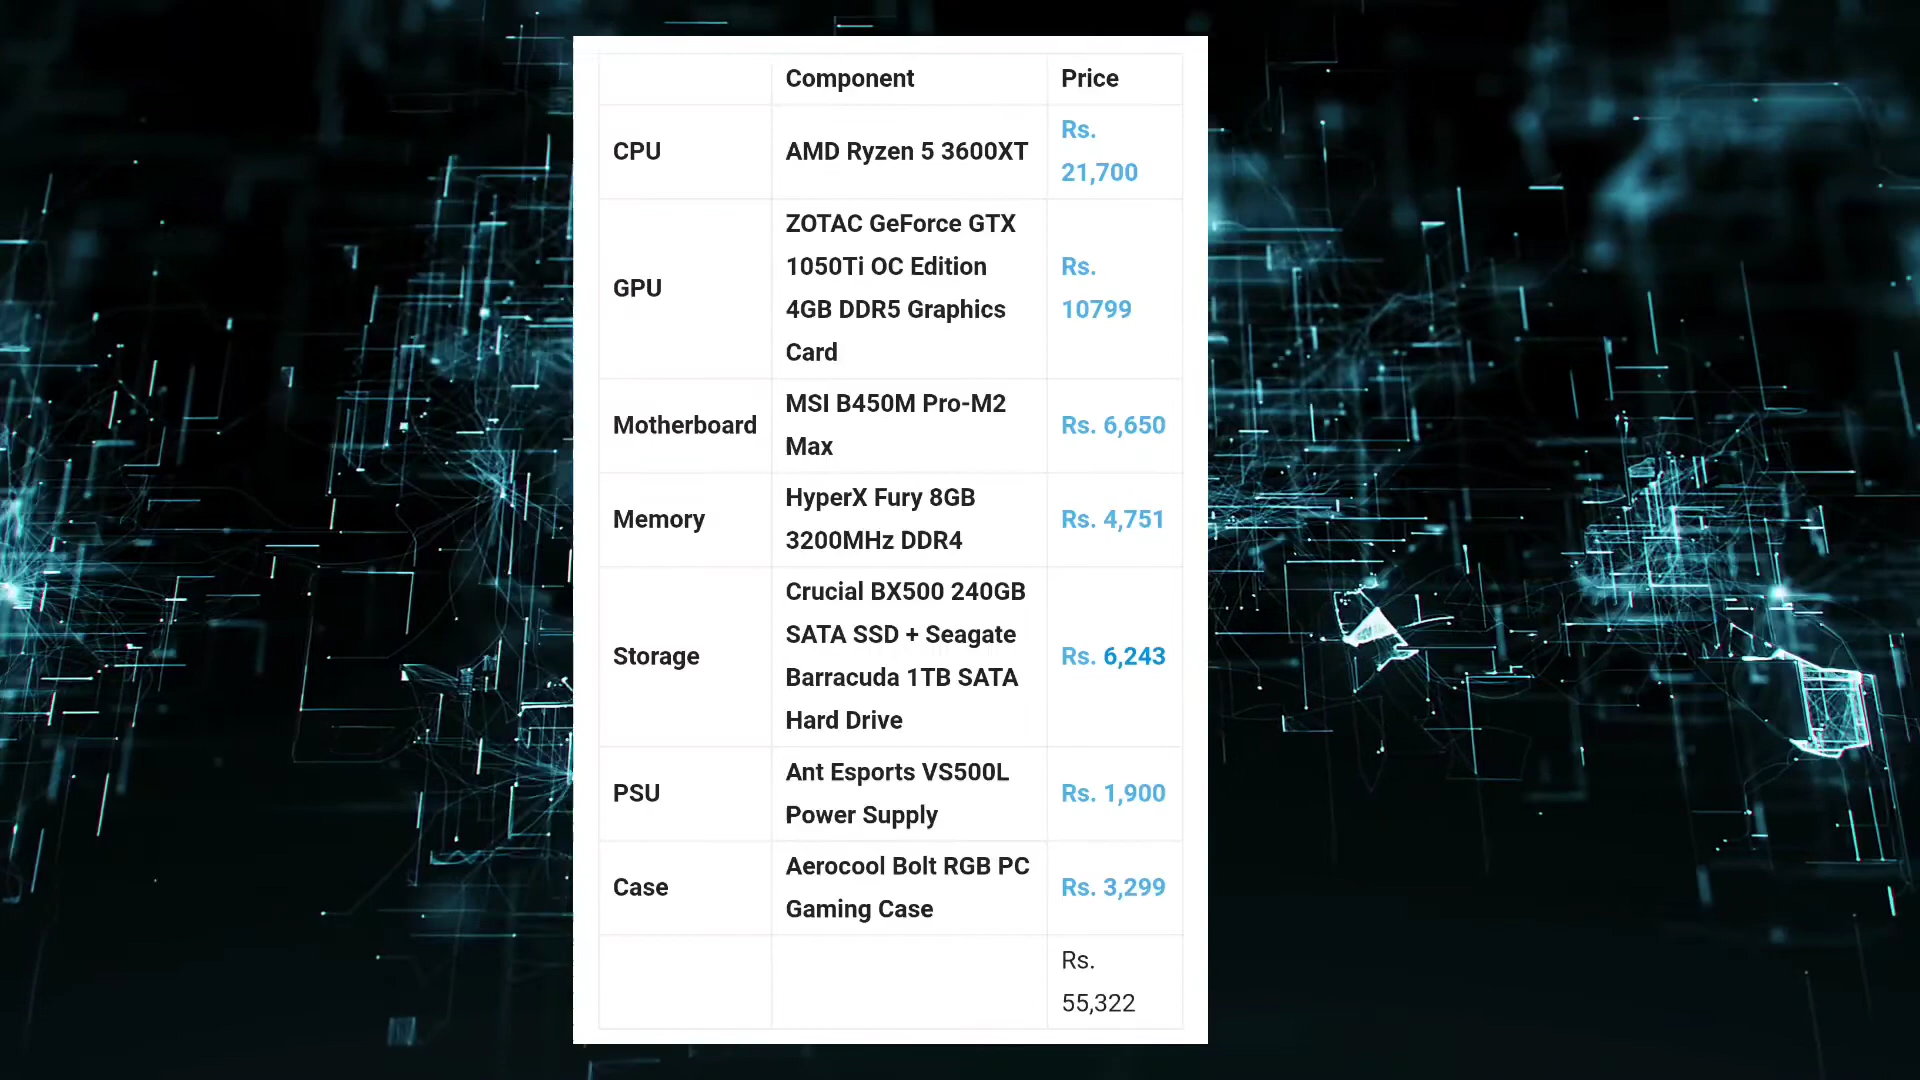 Component Price
CPU AMD Ryzen 5 3600XT Rs.
21,700
GPU
ZOTAC GeForce GTX
1050Ti OC Edition
4GB DDR5 Graphics
Card
Rs.
10799
Motherboard
MSI B450M Pro-M2
Max
Rs. 6,650
Memory
HyperX Fury 8GB
3200MHz DDR4
Rs. 4,751
Storage
Crucial BX500 240GB
SATA SSD + Seagate
Barracuda 1TB SATA
Hard Drive
Rs. 6,243
PSU
Ant Esports VS500L
Power Supply
Rs. 1,900
Case
Aerocool Bolt RGB PC
Gaming Case
Rs. 3,299
Rs.
55,322